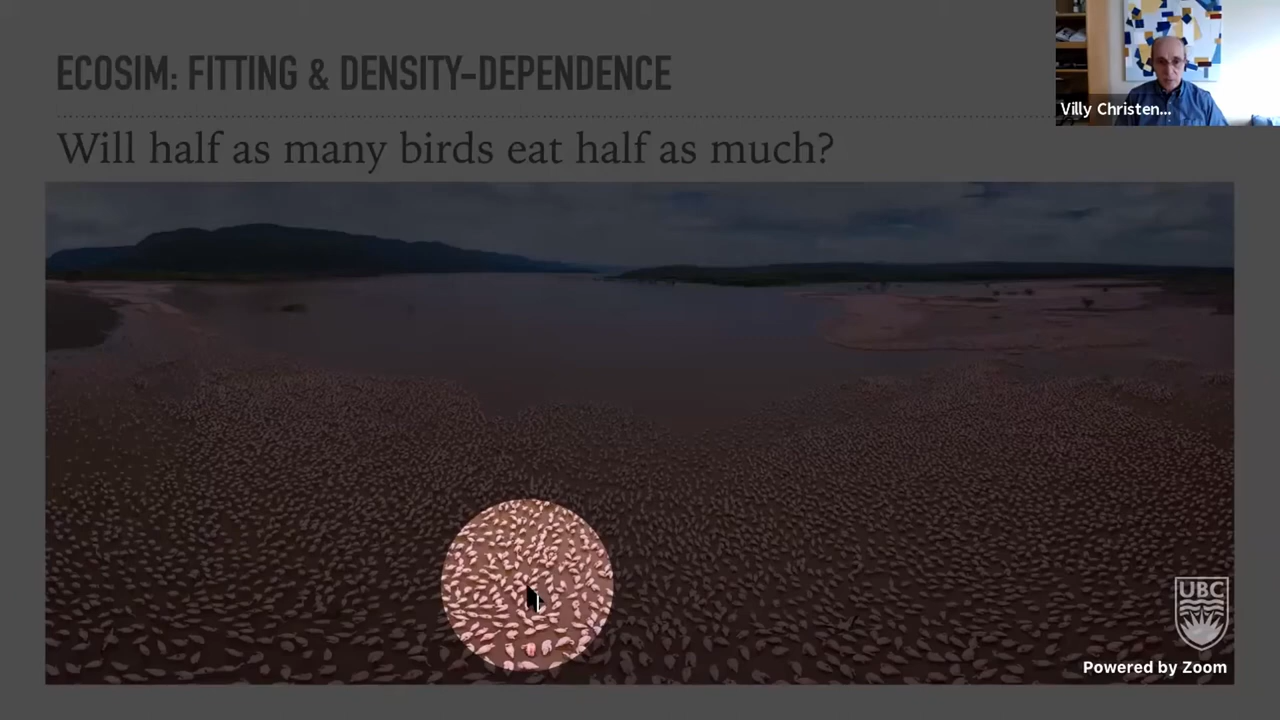 ECOSIM: FITTING & DENSITY-DEPENDENCE
Villy Christen...
Will half as many birds eat half as much?
UBC
Powered by Zoom